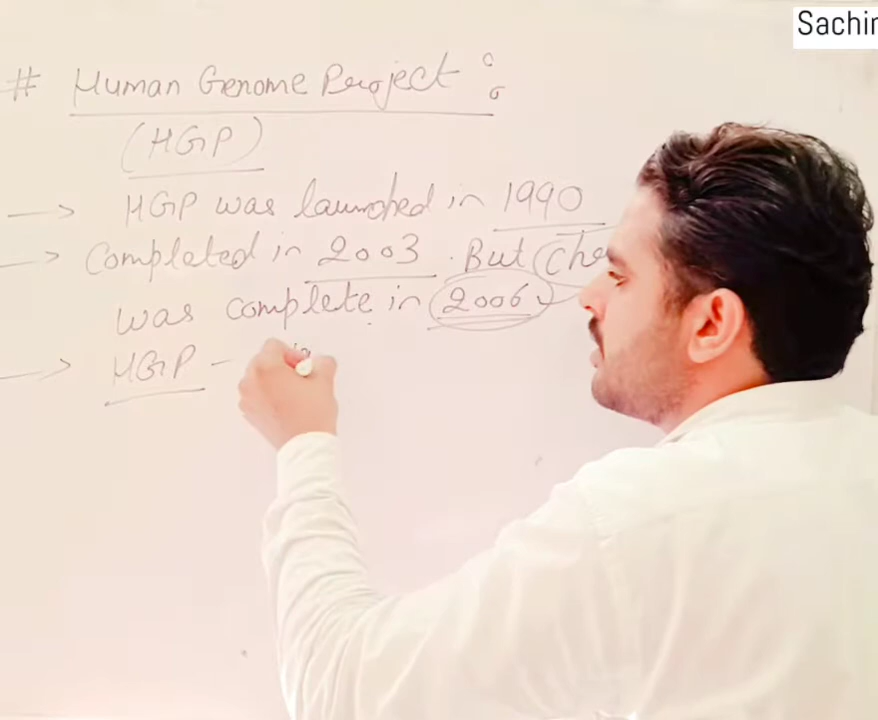 Sachin
# Human Genome Project :
(HGP)
→ HGP was launched in 1990
→ Completed in 2003. But
was complete in 2006
→ HGP -